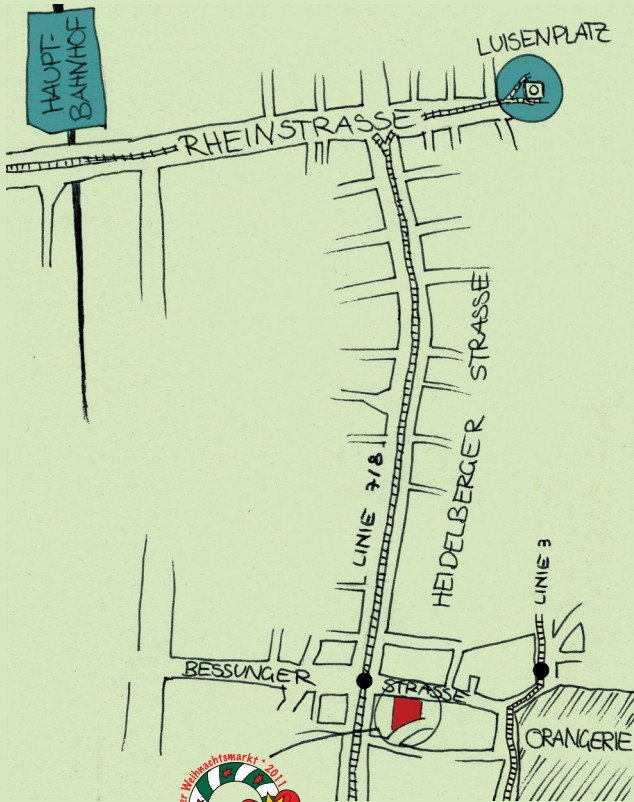 LUISENPLATZ
HAUPT-
BAHNHOF
RHEINSTRASSE
HEIDELBERGER STRASSE
LINIE 7/8
LINIE 3
BESSUNGER STRASSE
ORANGERIE
Weihnachtsmarkt * 2011